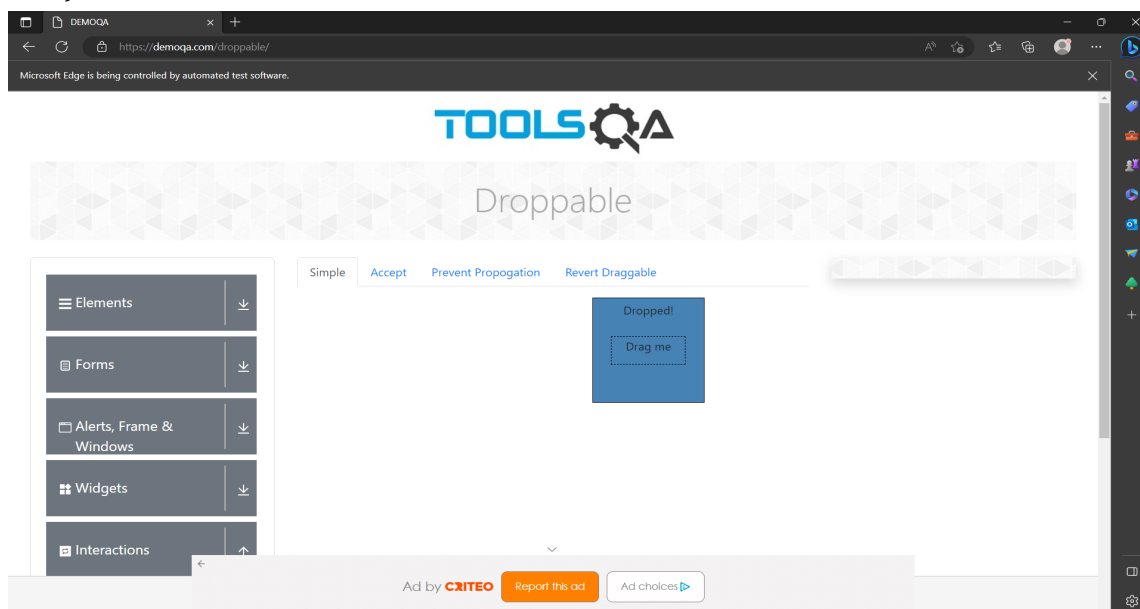 DEMOQA
https://demoqa.com/droppable/
Microsoft Edge is being controlled by automated test software.
TOOLSQA
Droppable
Simple Accept Prevent Propogation Revert Draggable
Dropped!
Drag me
Elements
Forms
Alerts, Frame &
Windows
Widgets
Interactions
Ad by CRITEO Report this ad Ad choices